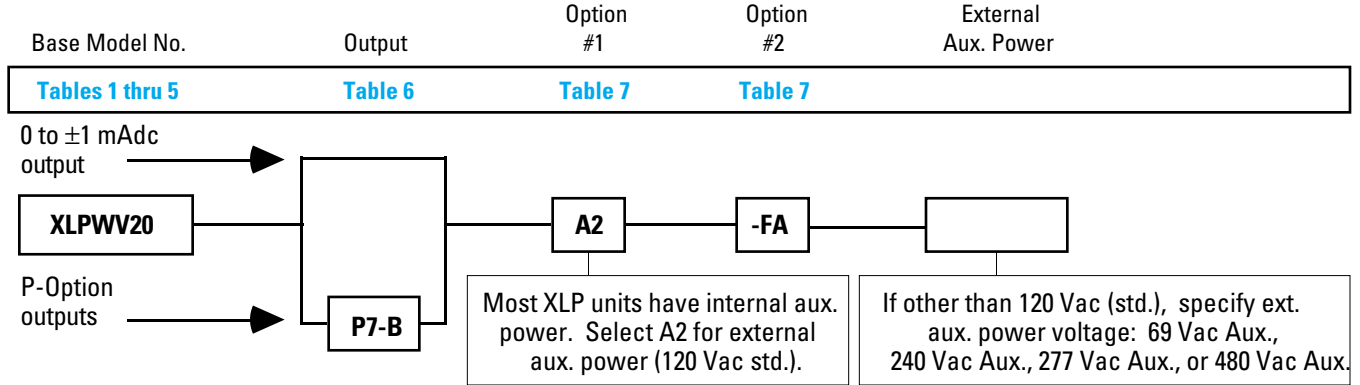 Option Option External
Base Model No. Output #1 #2 Aux. Power
Tables 1 thru 5 Table 6 Table 7 Table 7
0 to ±1 mAdc
output
XLPWV20
A2
-FA
P-Option
outputs
P7-B
Most XLP units have internal aux.
power. Select A2 for external
aux. power (120 Vac std.).
If other than 120 Vac (std.), specify ext.
aux. power voltage: 69 Vac Aux.,
240 Vac Aux., 277 Vac Aux., or 480 Vac Aux.